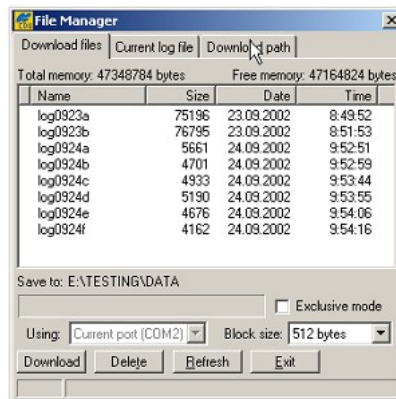 File Manager
Download files Current log file Download path
Total memory: 47348784 bytes Free memory: 47164824 bytes
Name Size Date Time
log0923a 75196 23.09.2002 8:49:52
log0923b 76795 23.09.2002 8:51:53
log0924a 5661 24.09.2002 9:52:51
log0924b 4701 24.09.2002 9:52:59
log0924c 4933 24.09.2002 9:53:44
log0924d 5190 24.09.2002 9:53:55
log0924e 4676 24.09.2002 9:54:06
log0924f 4162 24.09.2002 9:54:16
Save to: E:\TESTING\DATA
Exclusive mode
Using: Current port (COM2) Block size: 512 bytes
Download Delete Refresh Exit